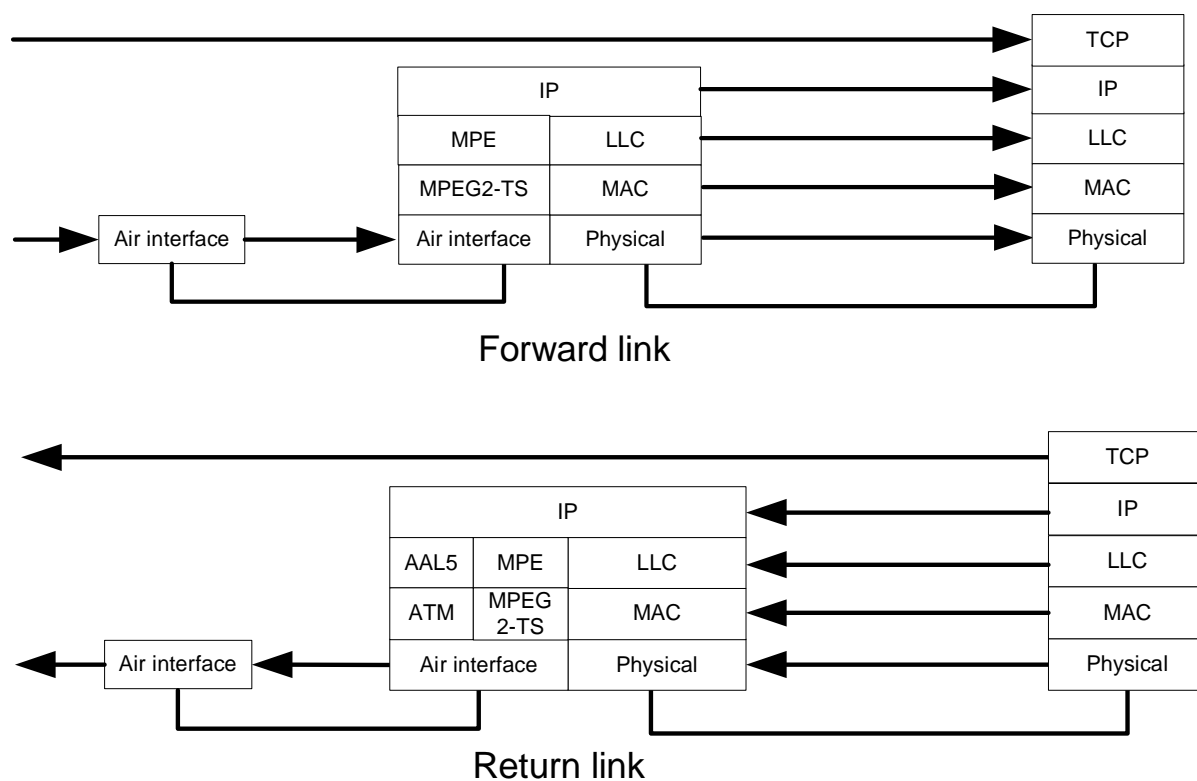 TCP
IP
IP
MPE
LLC
LLC
MPEG2-TS
MAC
MAC
Air interface
Air interface
Physical
Physical
Forward link
TCP
IP
IP
AAL5
MPE
LLC
LLC
ATM
MPEG
2-TS
MAC
MAC
Air interface
Air interface
Physical
Physical
Return link